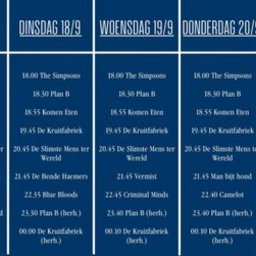 DINSDAG 18/9
18.00 The Simpsons
18.30 Plan B
18.55 Komen Eten
19.45 De Kruitfabriek
20.45 De Slimste Mens ter
Wereld
21.45 De Bende Haemers
22.35 Blue Bloods
23.30 Plan B (herh.)
00.00 De Kruitfabriek
(herh.)
WOENSDAG 19/9
18.00 The Simpsons
18.30 Plan B
18.55 Komen Eten
19.45 De Kruitfabriek
20.45 De Slimste Mens ter
Wereld
21.45 Vermist
22.45 Criminal Minds
23.40 Plan B (herh.)
00.10 De Kruitfabriek
(herh.)
DONDERDAG 20/9
18.00 The Simpsons
18.30 Plan B
18.55 Komen Eten
19.45 De Kruitfabriek
20.45 De Slimste Mens ter
Wereld
21.45 Man bijt hond
22.40 Camelot
23.40 Plan B (herh.)
00.10 De Kruitfabriek
(herh.)